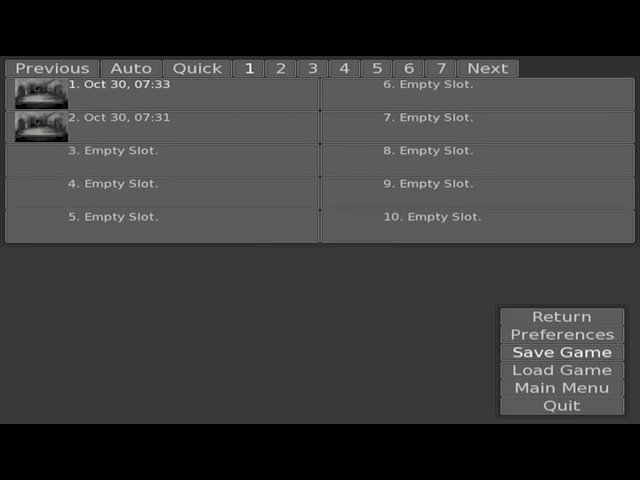 Previous Auto Quick 1 2 3 4 5 6 7 Next
1. Oct 30, 07:33
2. Oct 30, 07:31
3. Empty Slot.
4. Empty Slot.
5. Empty Slot.
6. Empty Slot.
7. Empty Slot.
8. Empty Slot.
9. Empty Slot.
10. Empty Slot.
Return
Preferences
Save Game
Load Game
Main Menu
Quit